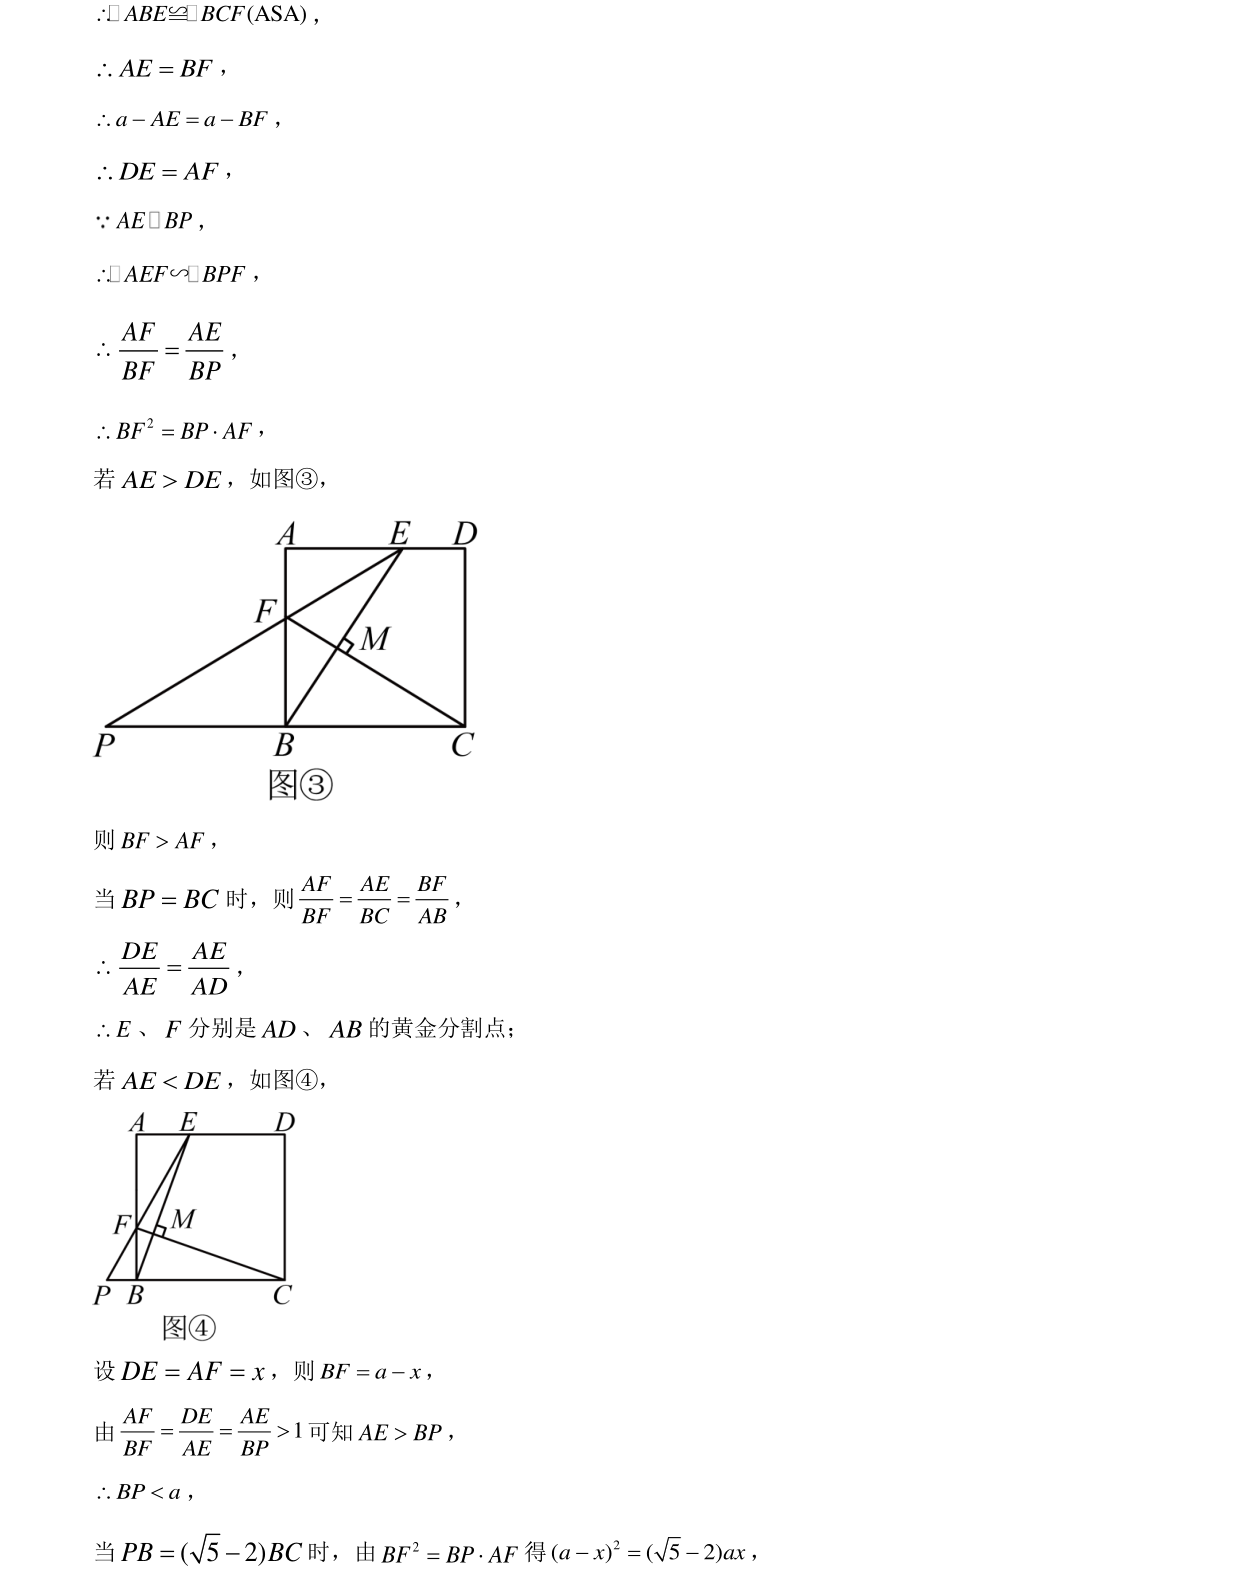 ∴□ABE≌□BCF(ASA)，
∴AE = BF，
∴a − AE = a − BF，
∴DE = AF，
∵AE□BP，
∴□AEF∽□BPF，
∴AF/BF = AE/BP，
∴BF² = BP · AF，
若 AE > DE，如图③，
A E D
F
M
P B C
图③
则 BF > AF，
当 BP = BC 时，则 AF/BF = AE/BC = BF/AB，
∴DE/AE = AE/AD，
∴E、F 分别是 AD、AB 的黄金分割点；
若 AE < DE，如图④，
A E D
F M
P B C
图④
设 DE = AF = x，则 BF = a − x，
由 AF/BF = DE/AE = AE/BP > 1 可知 AE > BP，
∴BP < a，
当 PB = (√5 − 2)BC 时，由 BF² = BP · AF 得 (a − x)² = (√5 − 2)ax，